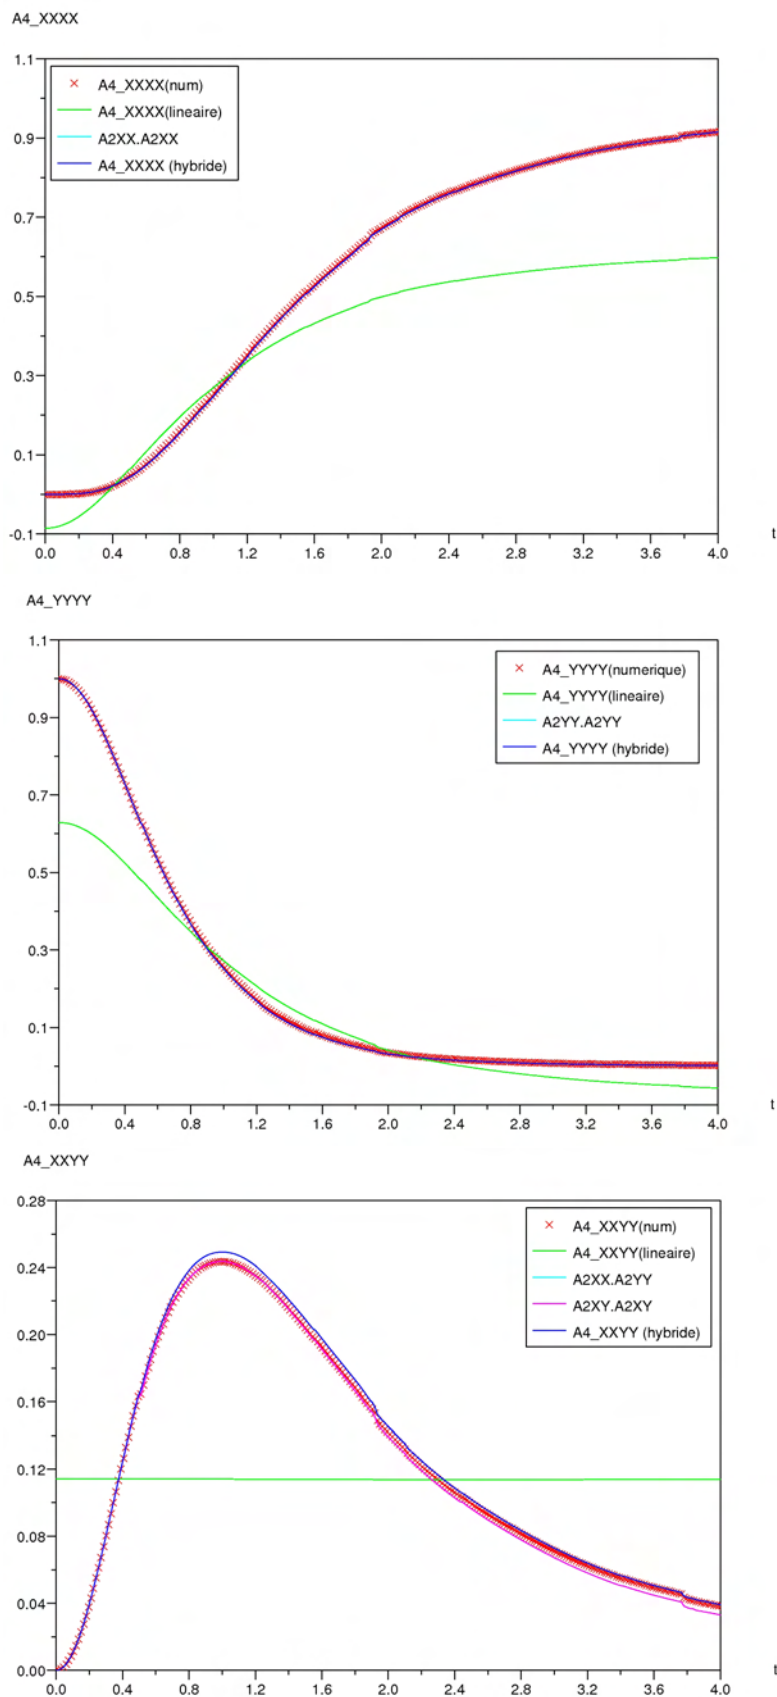 A4_XXXX
1.1
A4_XXXX(num)
A4_XXXX(lineaire)
A2XX.A2XX
A4_XXXX (hybride)
0.9
0.7
0.5
0.3
0.1
-0.1
0.0 0.4 0.8 1.2 1.6 2.0 2.4 2.8 3.2 3.6 4.0
t
A4_YYYY
1.1
A4_YYYY(numerique)
A4_YYYY(lineaire)
A2YY.A2YY
A4_YYYY (hybride)
0.9
0.7
0.5
0.3
0.1
-0.1
0.0 0.4 0.8 1.2 1.6 2.0 2.4 2.8 3.2 3.6 4.0
t
A4_XXYY
0.28
A4_XXYY(num)
A4_XXYY(lineaire)
A2XX.A2YY
A2XY.A2XY
A4_XXYY (hybride)
0.24
0.20
0.16
0.12
0.08
0.04
0.00
0.0 0.4 0.8 1.2 1.6 2.0 2.4 2.8 3.2 3.6 4.0
t